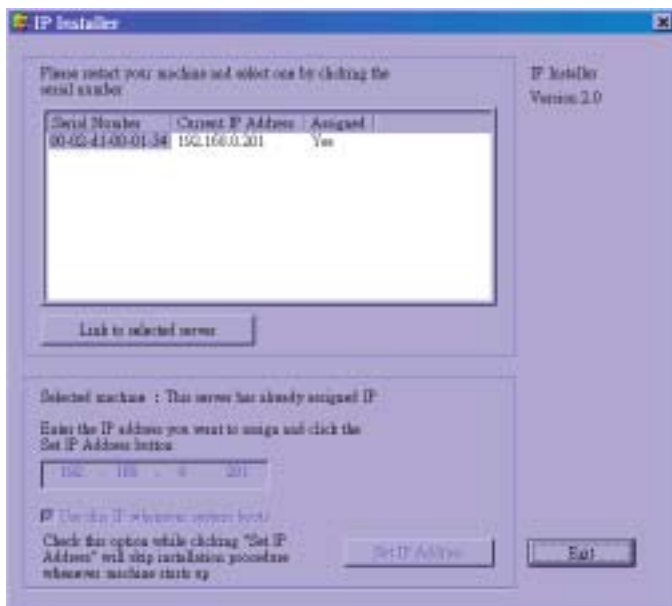 IP Installer
Please restart your machine and select one by clicking the
serial number
IP Installer
Version 2.0
Serial Number Current IP Address Assigned
00-02-d1-00-01-34 192.168.0.201 Yes
Link to selected server
Selected machine : This server has already assigned IP
Enter the IP address you want to assign and click the
Set IP Address button
192 . 168 . 0 . 201
Use this IP whenever system boots
Check this option while clicking "Set IP
Address" will skip installation procedure
whenever machine starts up
Set IP Address
Exit